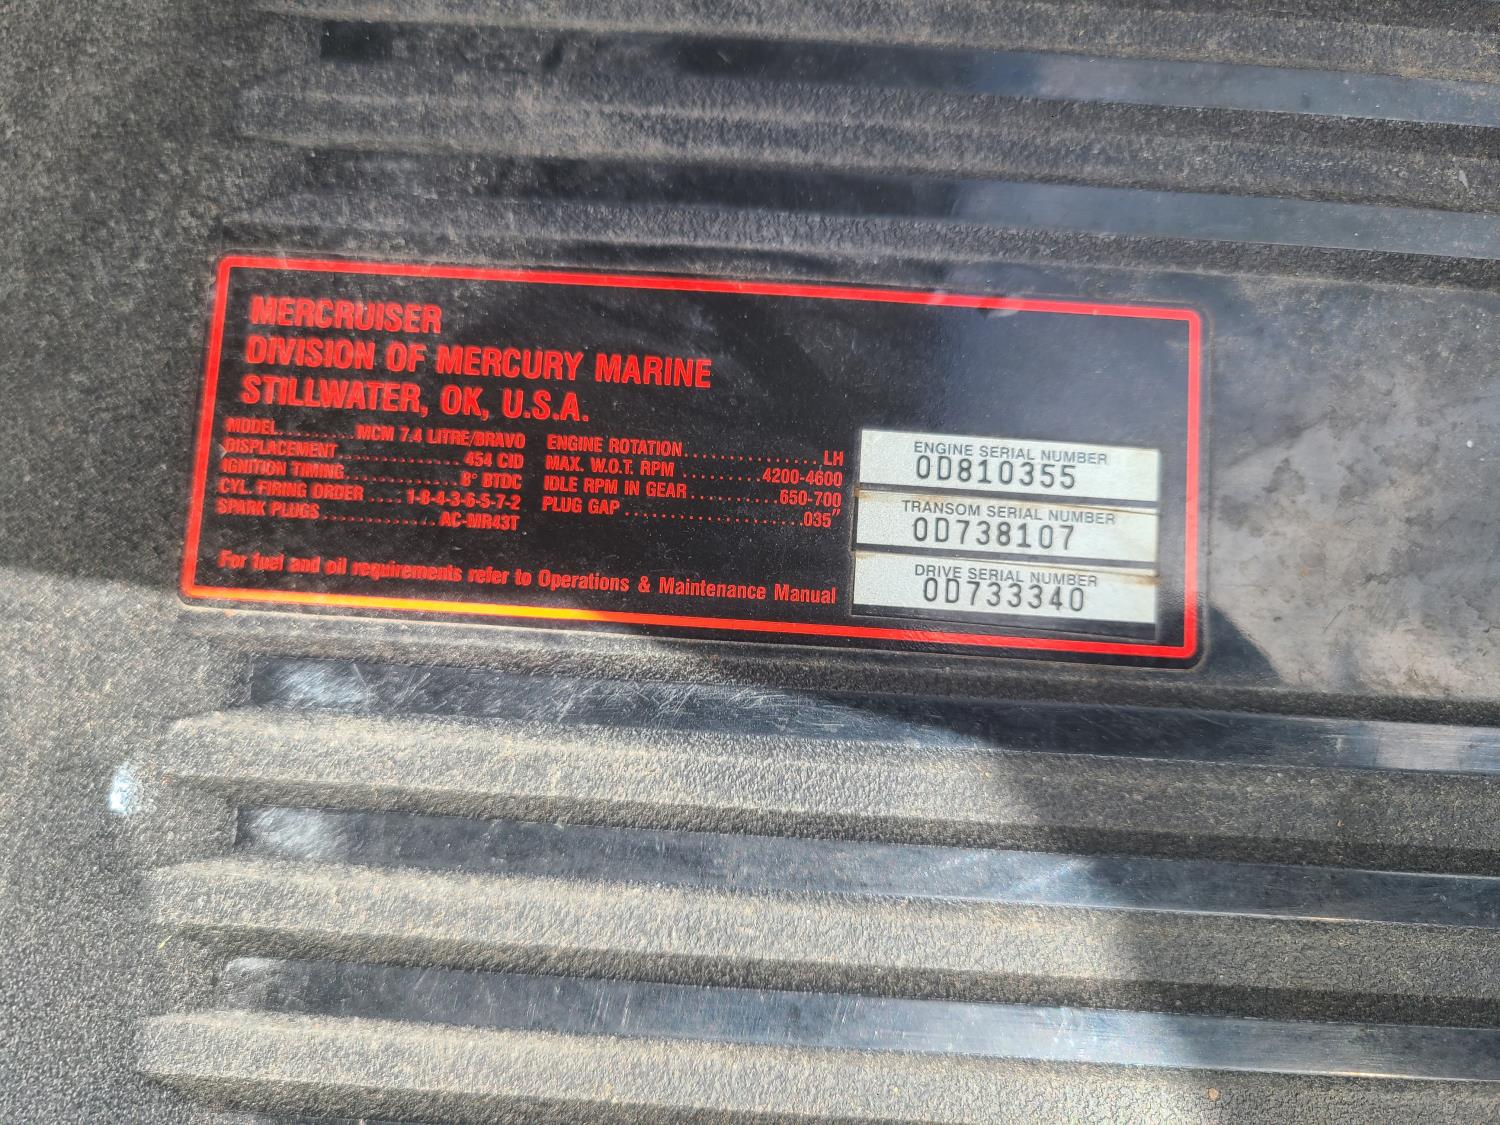 MERCRUISER
DIVISION OF MERCURY MARINE
STILLWATER, OK, U.S.A.
MODEL.......... MCM 7.4 LITRE/BRAVO
DISPLACEMENT.............. 454 CID
IGNITION TIMING............. 8° BTDC
CYL. FIRING ORDER .... 1-8-4-3-6-5-7-2
SPARK PLUGS.............. AC-MR43T
ENGINE ROTATION................ LH
MAX. W.O.T. RPM .......... 4200-4600
IDLE RPM IN GEAR .......... 650-700
PLUG GAP .................... .035"
For fuel and oil requirements refer to Operations & Maintenance Manual
ENGINE SERIAL NUMBER
0D810355
TRANSOM SERIAL NUMBER
0D738107
DRIVE SERIAL NUMBER
0D733340